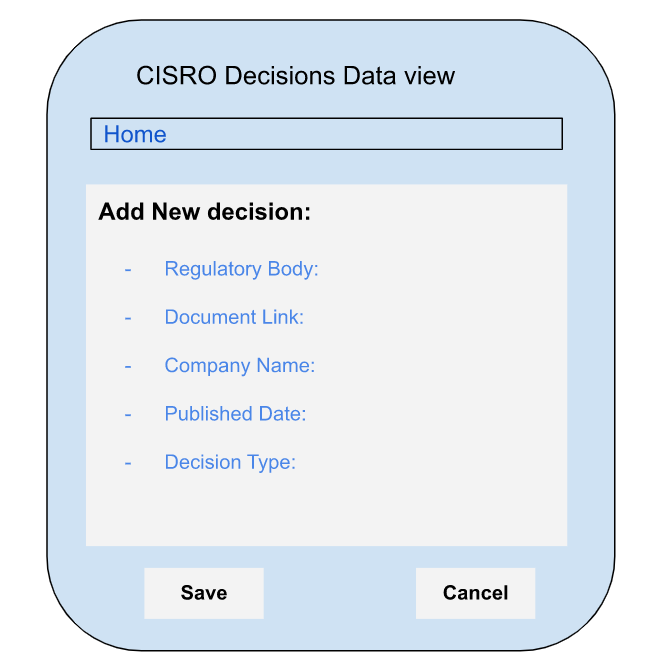 CISRO Decisions Data view
Home
Add New decision:
- Regulatory Body:
- Document Link:
- Company Name:
- Published Date:
- Decision Type:
Save
Cancel